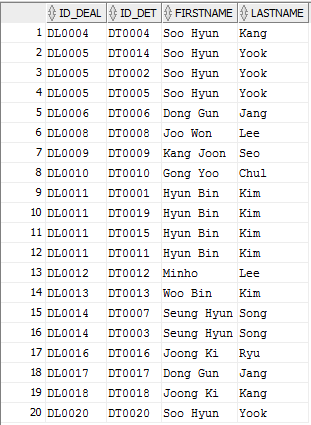 ID_DEAL ID_DET FIRSTNAME LASTNAME
1 DL0004 DT0004 Soo Hyun Kang
2 DL0005 DT0014 Soo Hyun Yook
3 DL0005 DT0002 Soo Hyun Yook
4 DL0005 DT0005 Soo Hyun Yook
5 DL0006 DT0006 Dong Gun Jang
6 DL0008 DT0008 Joo Won Lee
7 DL0009 DT0009 Kang Joon Seo
8 DL0010 DT0010 Gong Yoo Chul
9 DL0011 DT0001 Hyun Bin Kim
10 DL0011 DT0019 Hyun Bin Kim
11 DL0011 DT0015 Hyun Bin Kim
12 DL0011 DT0011 Hyun Bin Kim
13 DL0012 DT0012 Minho Lee
14 DL0013 DT0013 Woo Bin Kim
15 DL0014 DT0007 Seung Hyun Song
16 DL0014 DT0003 Seung Hyun Song
17 DL0016 DT0016 Joong Ki Ryu
18 DL0017 DT0017 Dong Gun Jang
19 DL0018 DT0018 Joong Ki Kang
20 DL0020 DT0020 Soo Hyun Yook